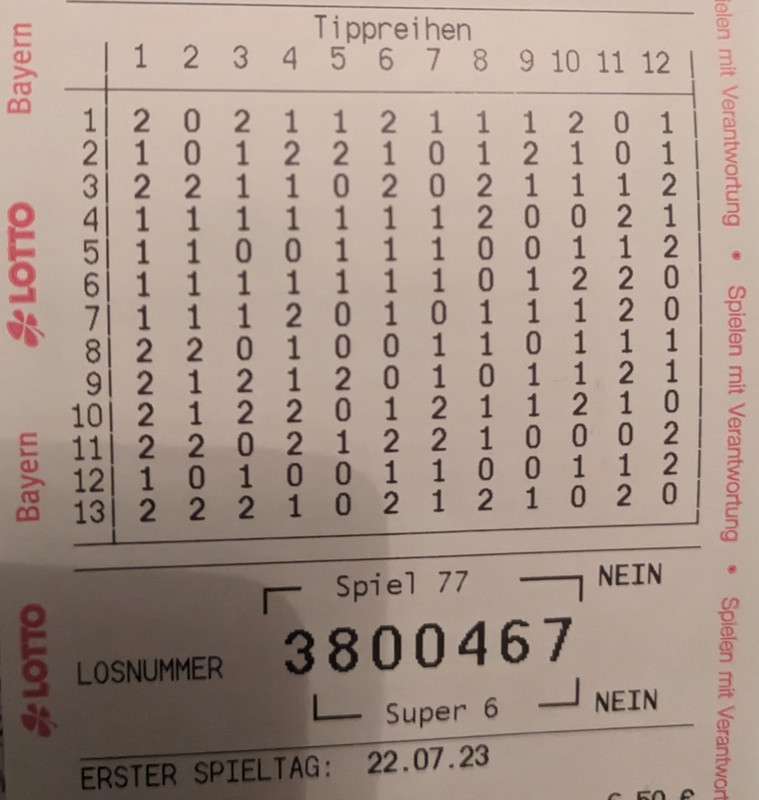 Tippreihen
1 2 3 4 5 6 7 8 9 10 11 12
1 2 0 2 1 1 2 1 1 1 2 0 1
2 1 0 1 2 2 1 0 1 2 1 0 1
3 2 2 1 1 0 2 0 2 1 1 1 2
4 1 1 1 1 1 1 1 2 0 0 2 1
5 1 1 0 0 1 1 1 0 0 1 1 2
6 1 1 1 1 1 1 1 0 1 2 2 0
7 1 1 1 2 0 1 0 1 1 1 2 0
8 2 2 0 1 0 0 1 1 0 1 1 1
9 2 1 2 1 2 0 1 0 1 1 2 1
10 2 1 2 2 0 1 2 1 1 2 1 0
11 2 2 0 2 1 2 2 1 0 0 0 2
12 1 0 1 0 0 1 1 0 0 1 1 2
13 2 2 2 1 0 2 1 2 1 0 2 0
Spiel 77 NEIN
LOSNUMMER 3800467
Super 6 NEIN
ERSTER SPIELTAG: 22.07.23
Bayern
LOTTO
Bayern
LOTTO
ielen mit Verantwortung • Spielen mit Verantwortung • Spielen mit Verantwort